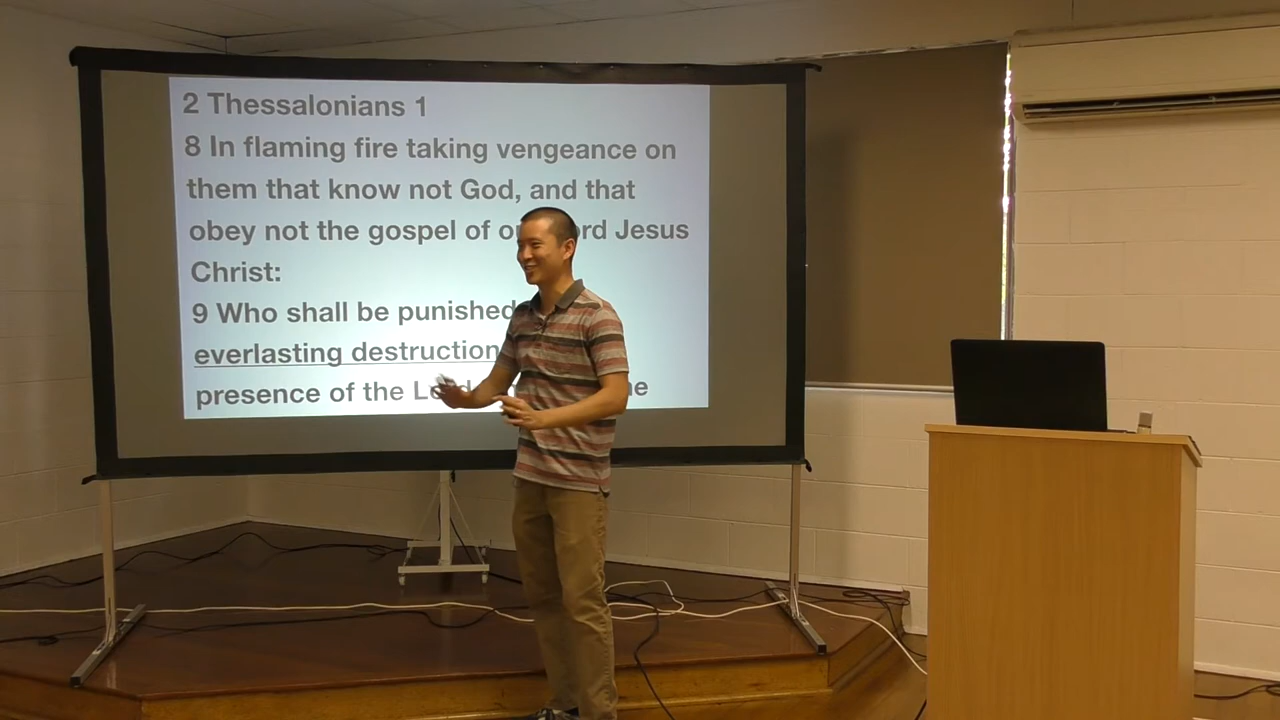 2 Thessalonians 1
8 In flaming fire taking vengeance on
them that know not God, and that
obey not the gospel of Jesus
Christ:
9 Who shall be punished
everlasting destruction
presence of the